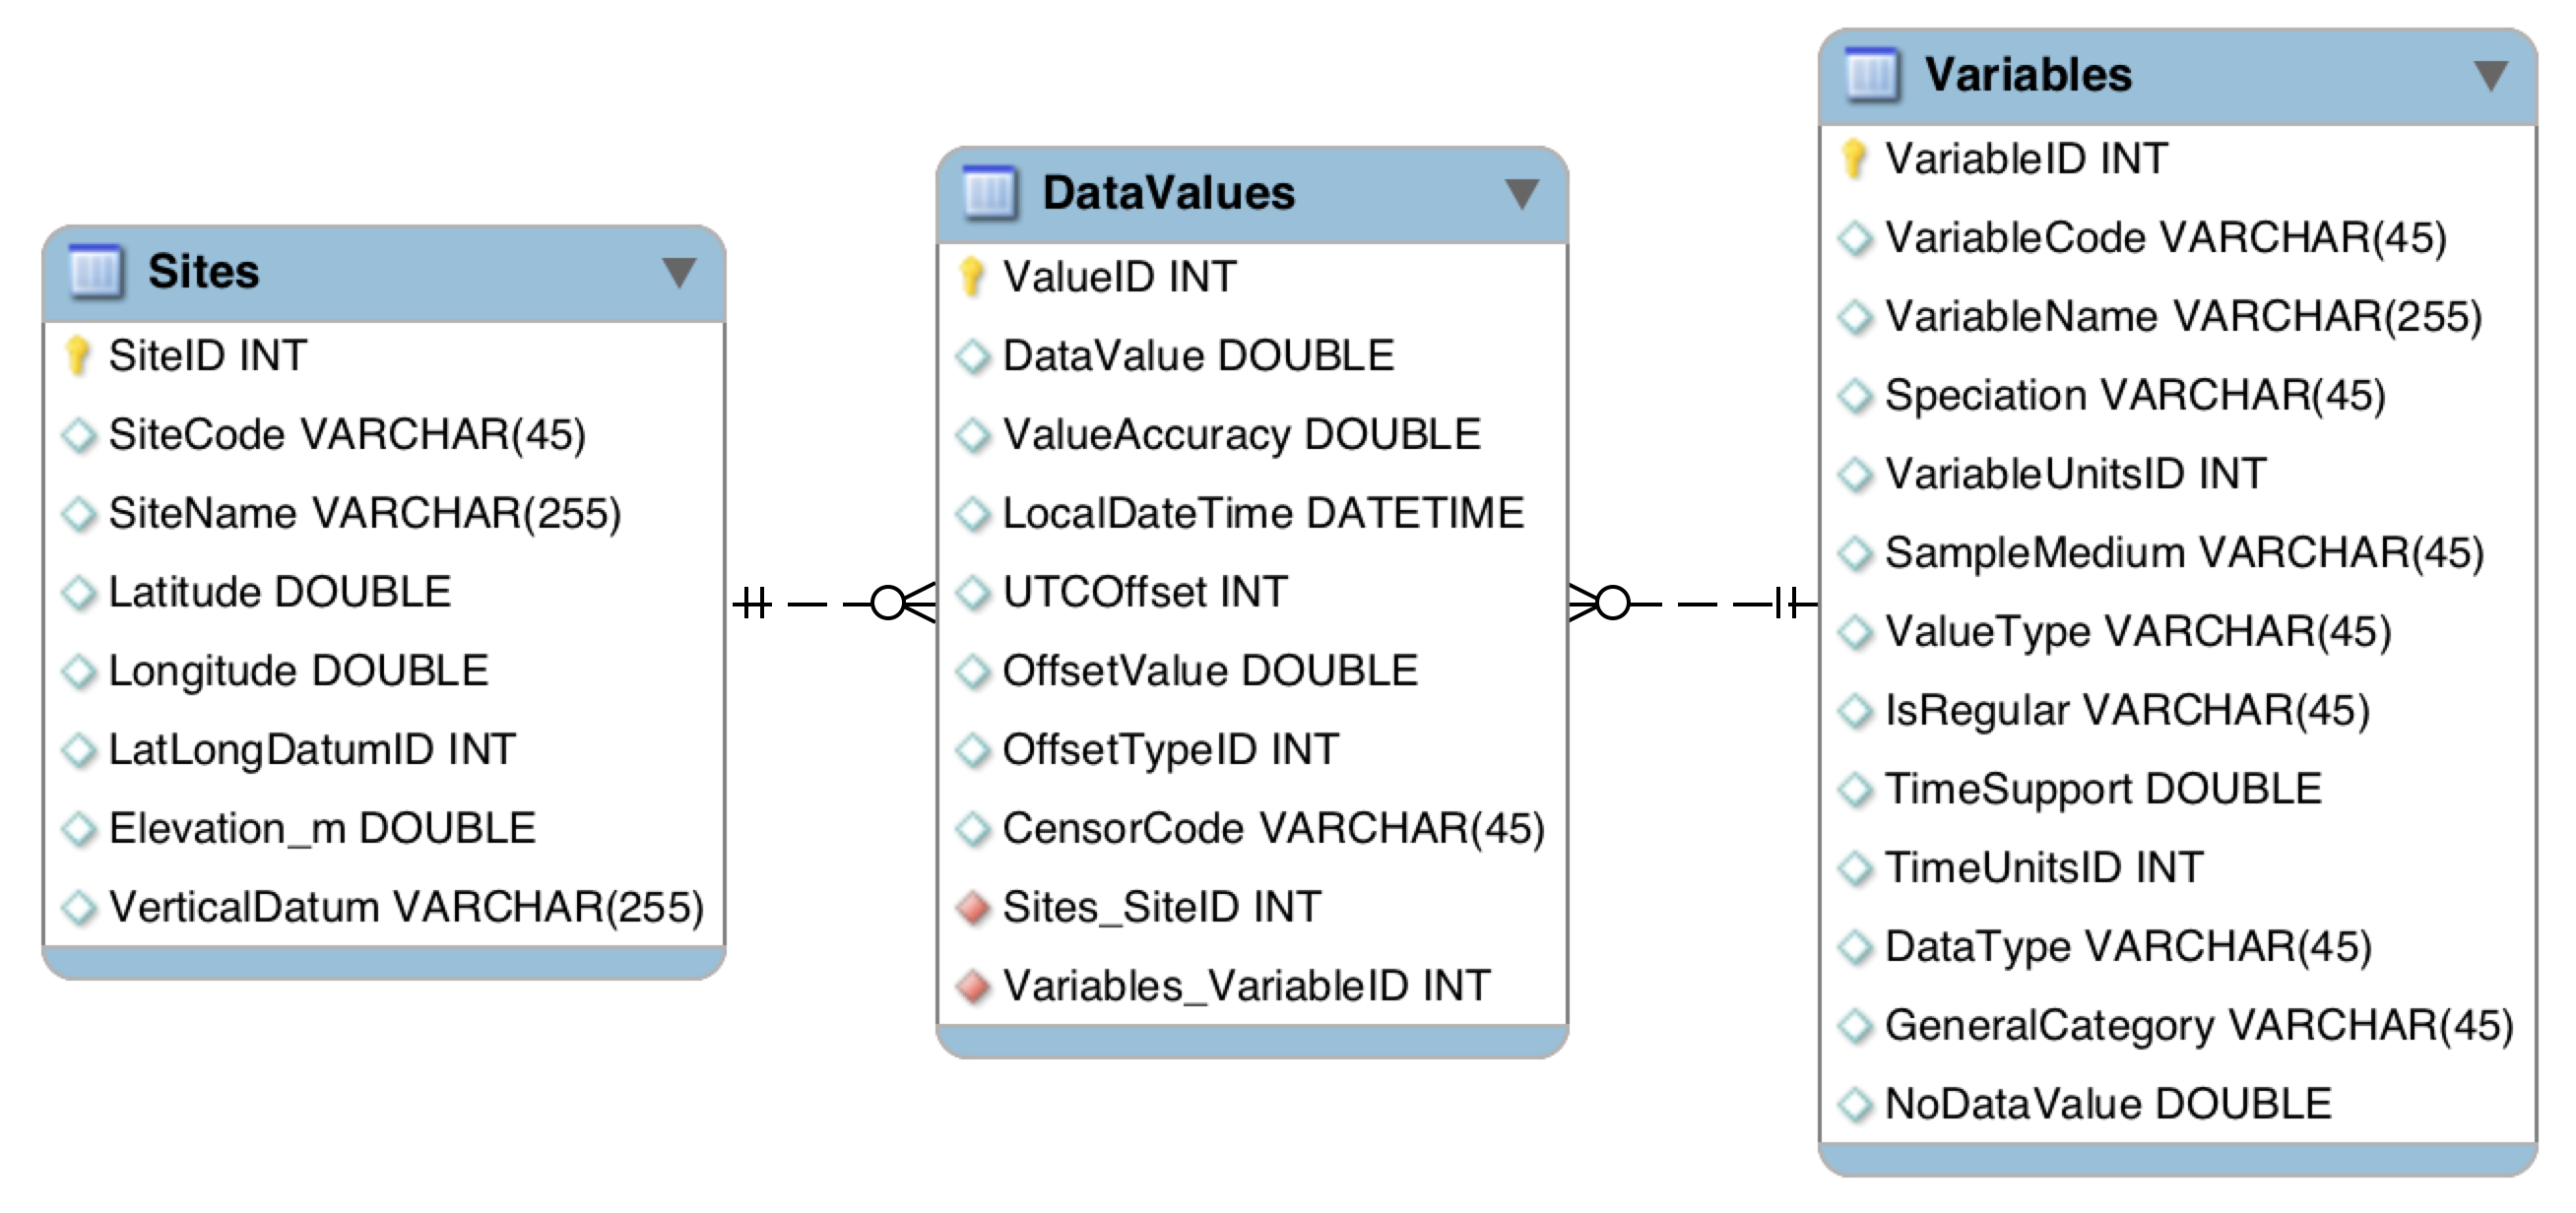 Sites
SiteID INT
SiteCode VARCHAR(45)
SiteName VARCHAR(255)
Latitude DOUBLE
Longitude DOUBLE
LatLongDatumID INT
Elevation_m DOUBLE
VerticalDatum VARCHAR(255)
DataValues
ValueID INT
DataValue DOUBLE
ValueAccuracy DOUBLE
LocalDateTime DATETIME
UTCOffset INT
OffsetValue DOUBLE
OffsetTypeID INT
CensorCode VARCHAR(45)
Sites_SiteID INT
Variables_VariableID INT
Variables
VariableID INT
VariableCode VARCHAR(45)
VariableName VARCHAR(255)
Speciation VARCHAR(45)
VariableUnitsID INT
SampleMedium VARCHAR(45)
ValueType VARCHAR(45)
IsRegular VARCHAR(45)
TimeSupport DOUBLE
TimeUnitsID INT
DataType VARCHAR(45)
GeneralCategory VARCHAR(45)
NoDataValue DOUBLE